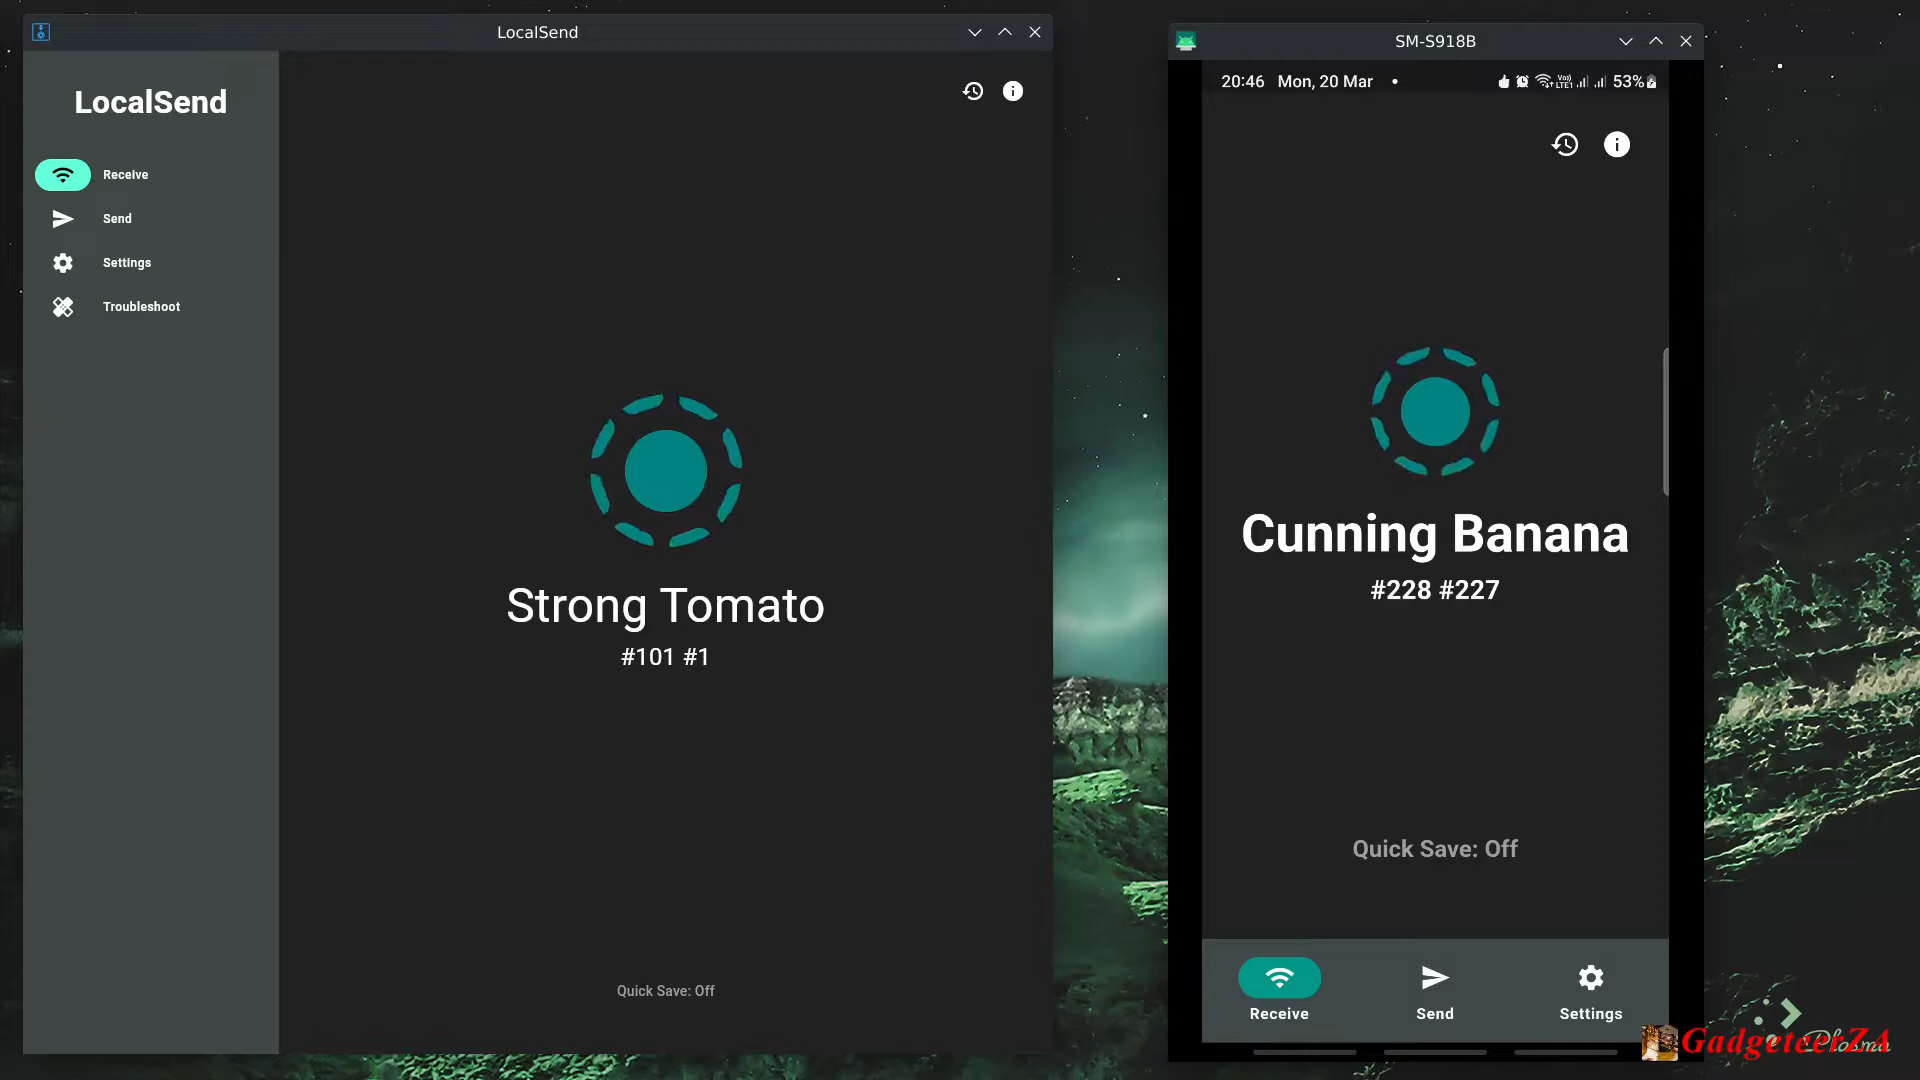 LocalSend
LocalSend
Receive
Send
Settings
Troubleshoot
Strong Tomato
#101 #1
Quick Save: Off
SM-S918B
20:46 Mon, 20 Mar • 53%
Cunning Banana
#228 #227
Quick Save: Off
Receive
Send
Settings
GadgeteerZA